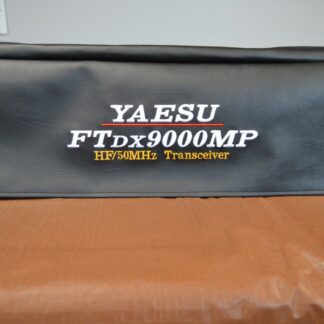 YAESU
FTDX9000MP
HF/50MHz Transceiver